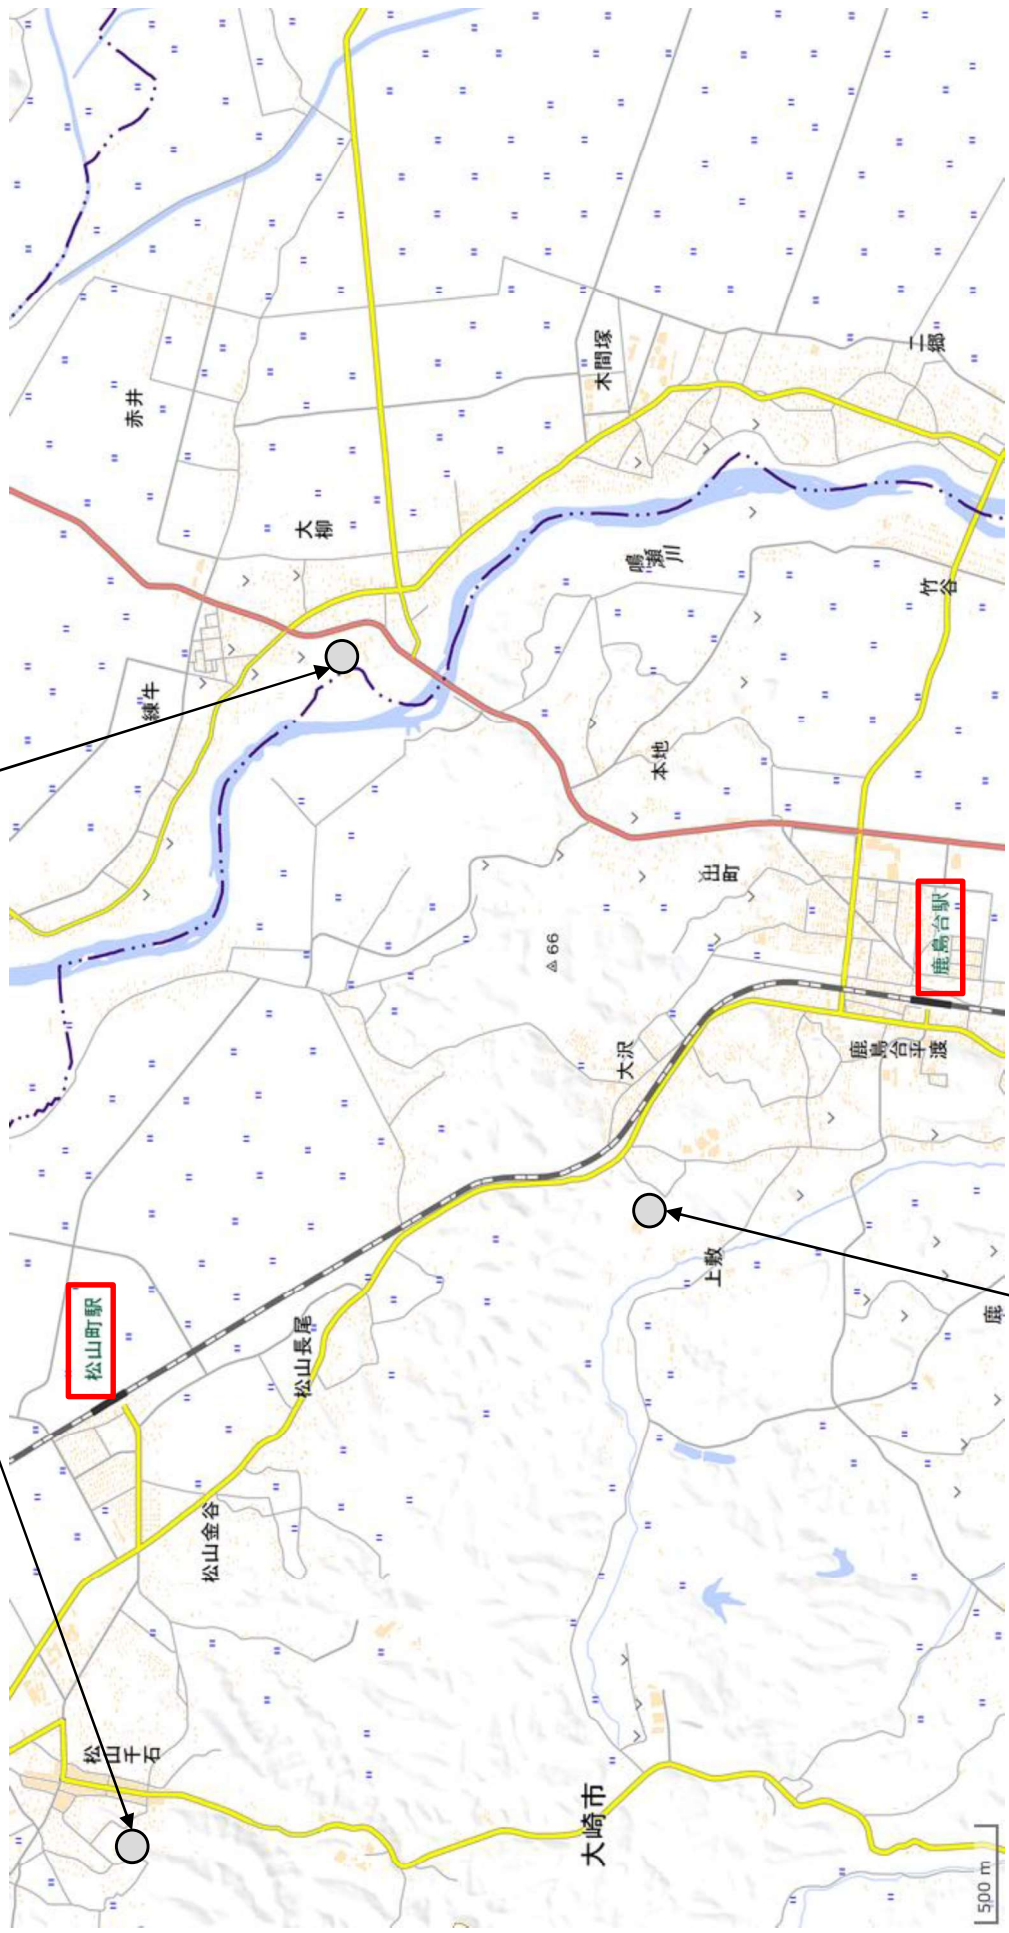 赤井
大柳
練牛
木間塚
二郷
鳴瀬川
竹谷
本地
出町
66
大沢
鹿島台駅
鹿島台平渡
松山町駅
松山長尾
上敷
鹿
松山金谷
松山千石
大崎市
500 m